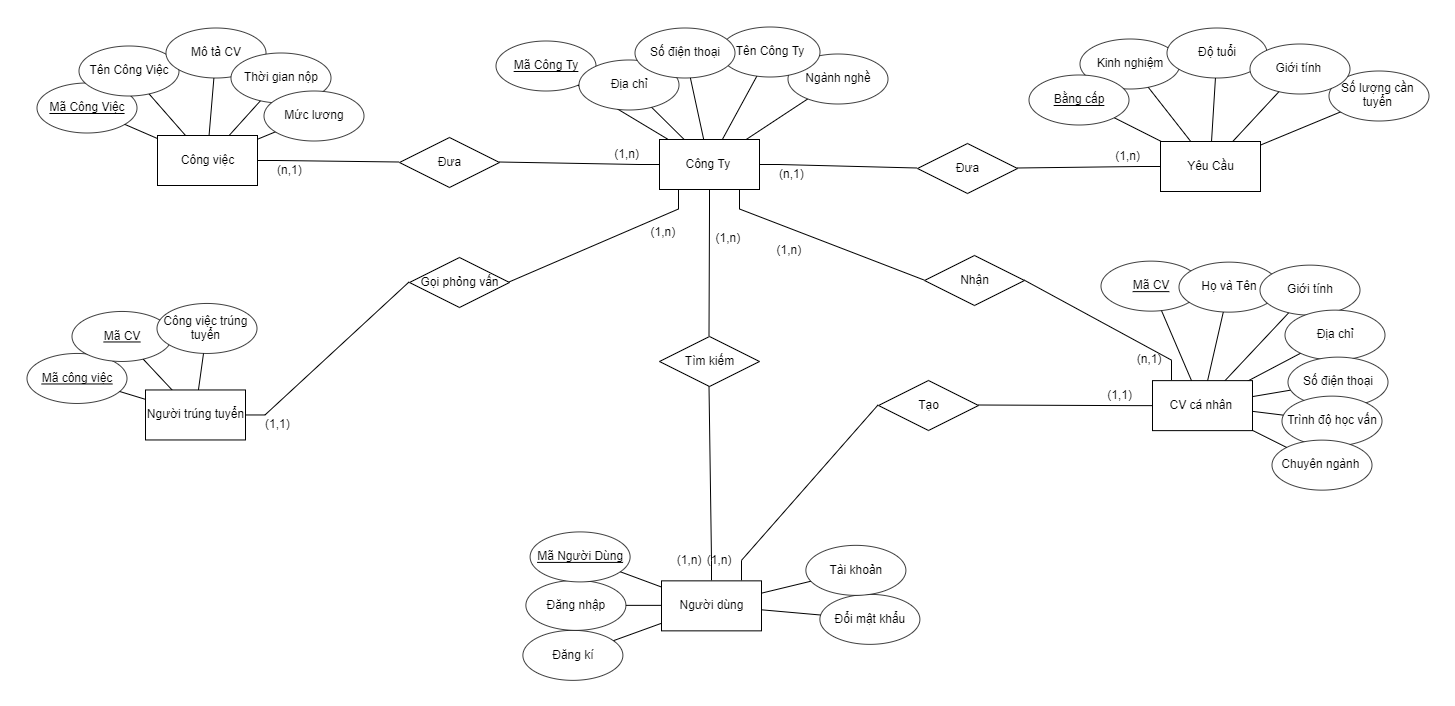 Mã Công Việc
Tên Công Việc
Mô tả CV
Thời gian nộp
Mức lương
Công việc
(n,1)
Đưa
(1,n)
Mã Công Ty
Địa chỉ
Số điện thoại
Tên Công Ty
Ngành nghề
Công Ty
(n,1)
Đưa
(1,n)
Bằng cấp
Kinh nghiệm
Độ tuổi
Giới tính
Số lượng cần
tuyển
Yêu Cầu
(1,n)
(1,n)
(1,n)
Gọi phỏng vấn
Nhận
Mã công việc
Mã CV
Công việc trúng
tuyển
Người trúng tuyển
(1,1)
Tìm kiếm
Tạo
Mã CV
Họ và Tên
Giới tính
Địa chỉ
Số điện thoại
Trình độ học vấn
Chuyên ngành
(n,1)
(1,1)
CV cá nhân
(1,n)
(1,n)
Mã Người Dùng
Đăng nhập
Đăng kí
Người dùng
Tài khoản
Đổi mật khẩu